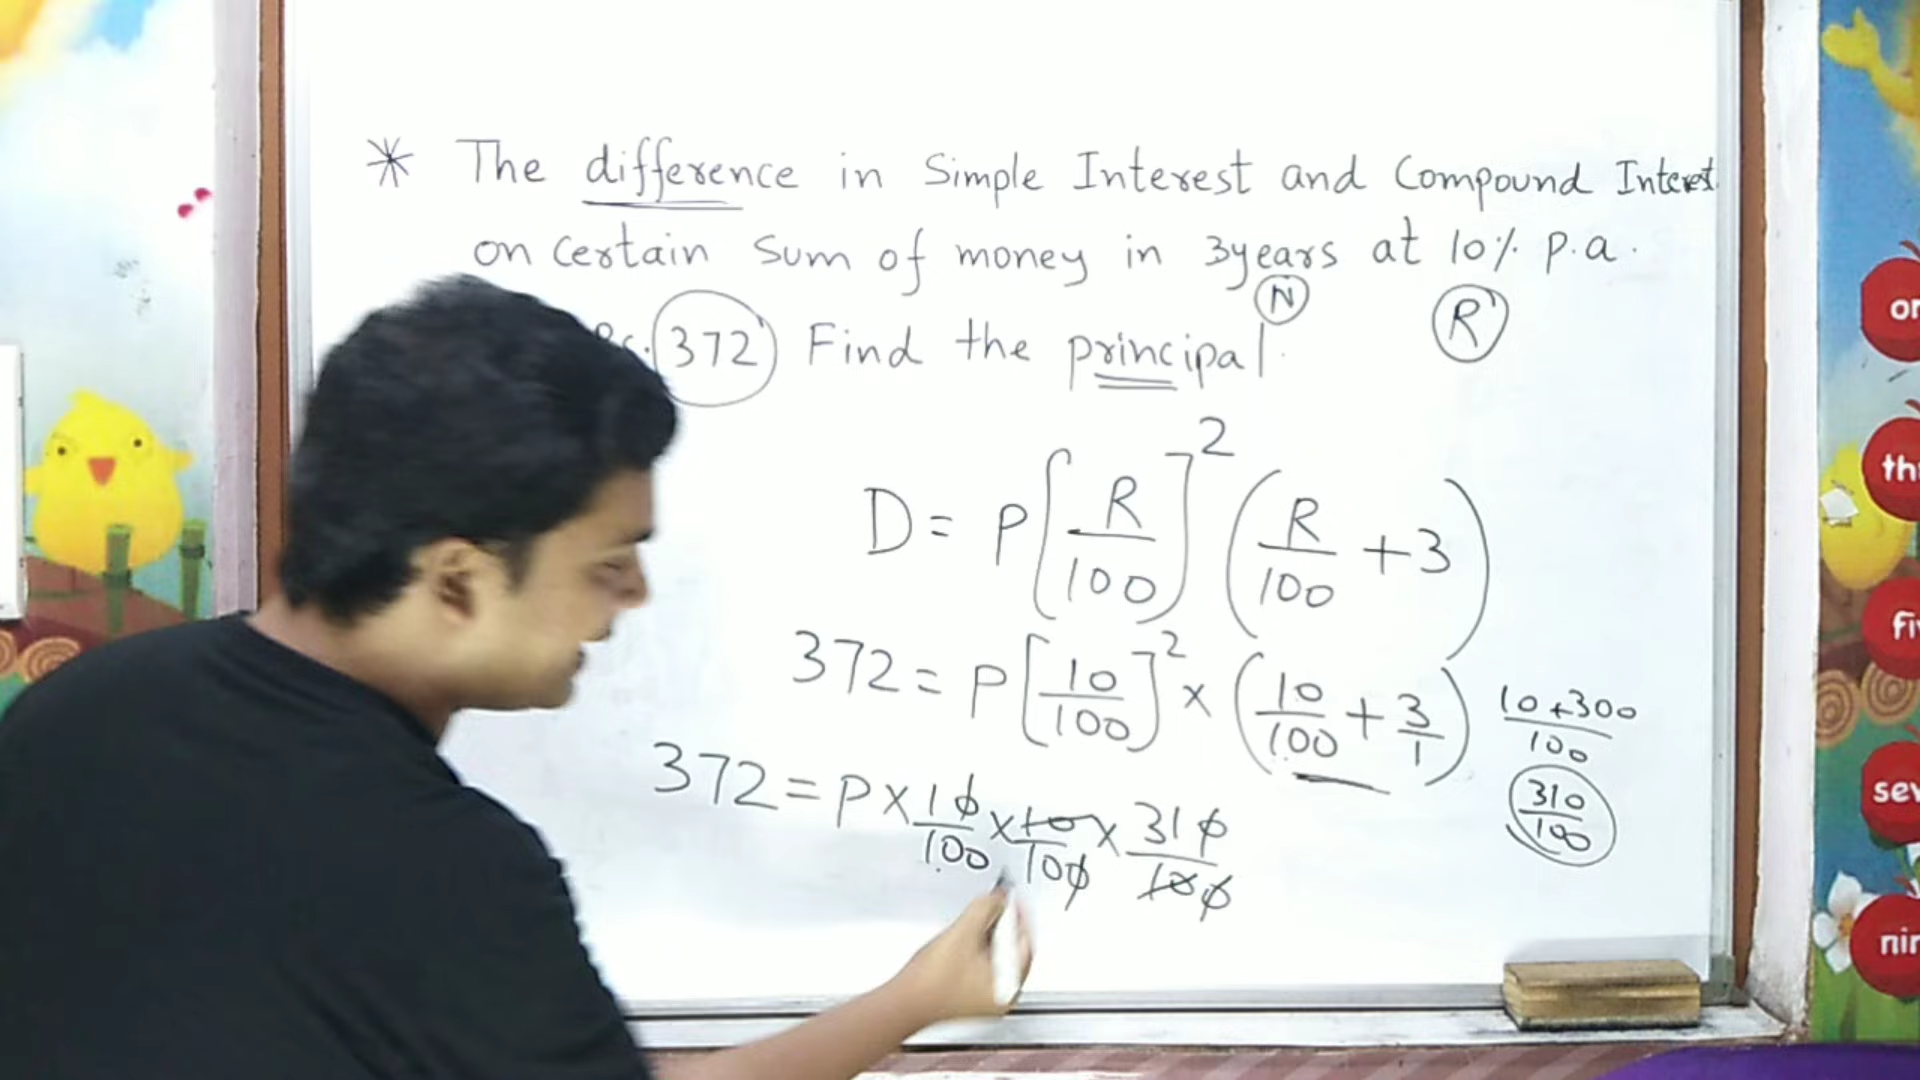 * The difference in Simple Interest and Compound Interest
on certain sum of money in 3years at 10% p.a.
N R
372 Find the principal.
D = P[R/100]^2 (R/100 + 3)
372 = P[10/100]^2 × (10/100 + 3/1)
10+300/100
310/100
372 = P × 10/100 × 10/100 × 310/100